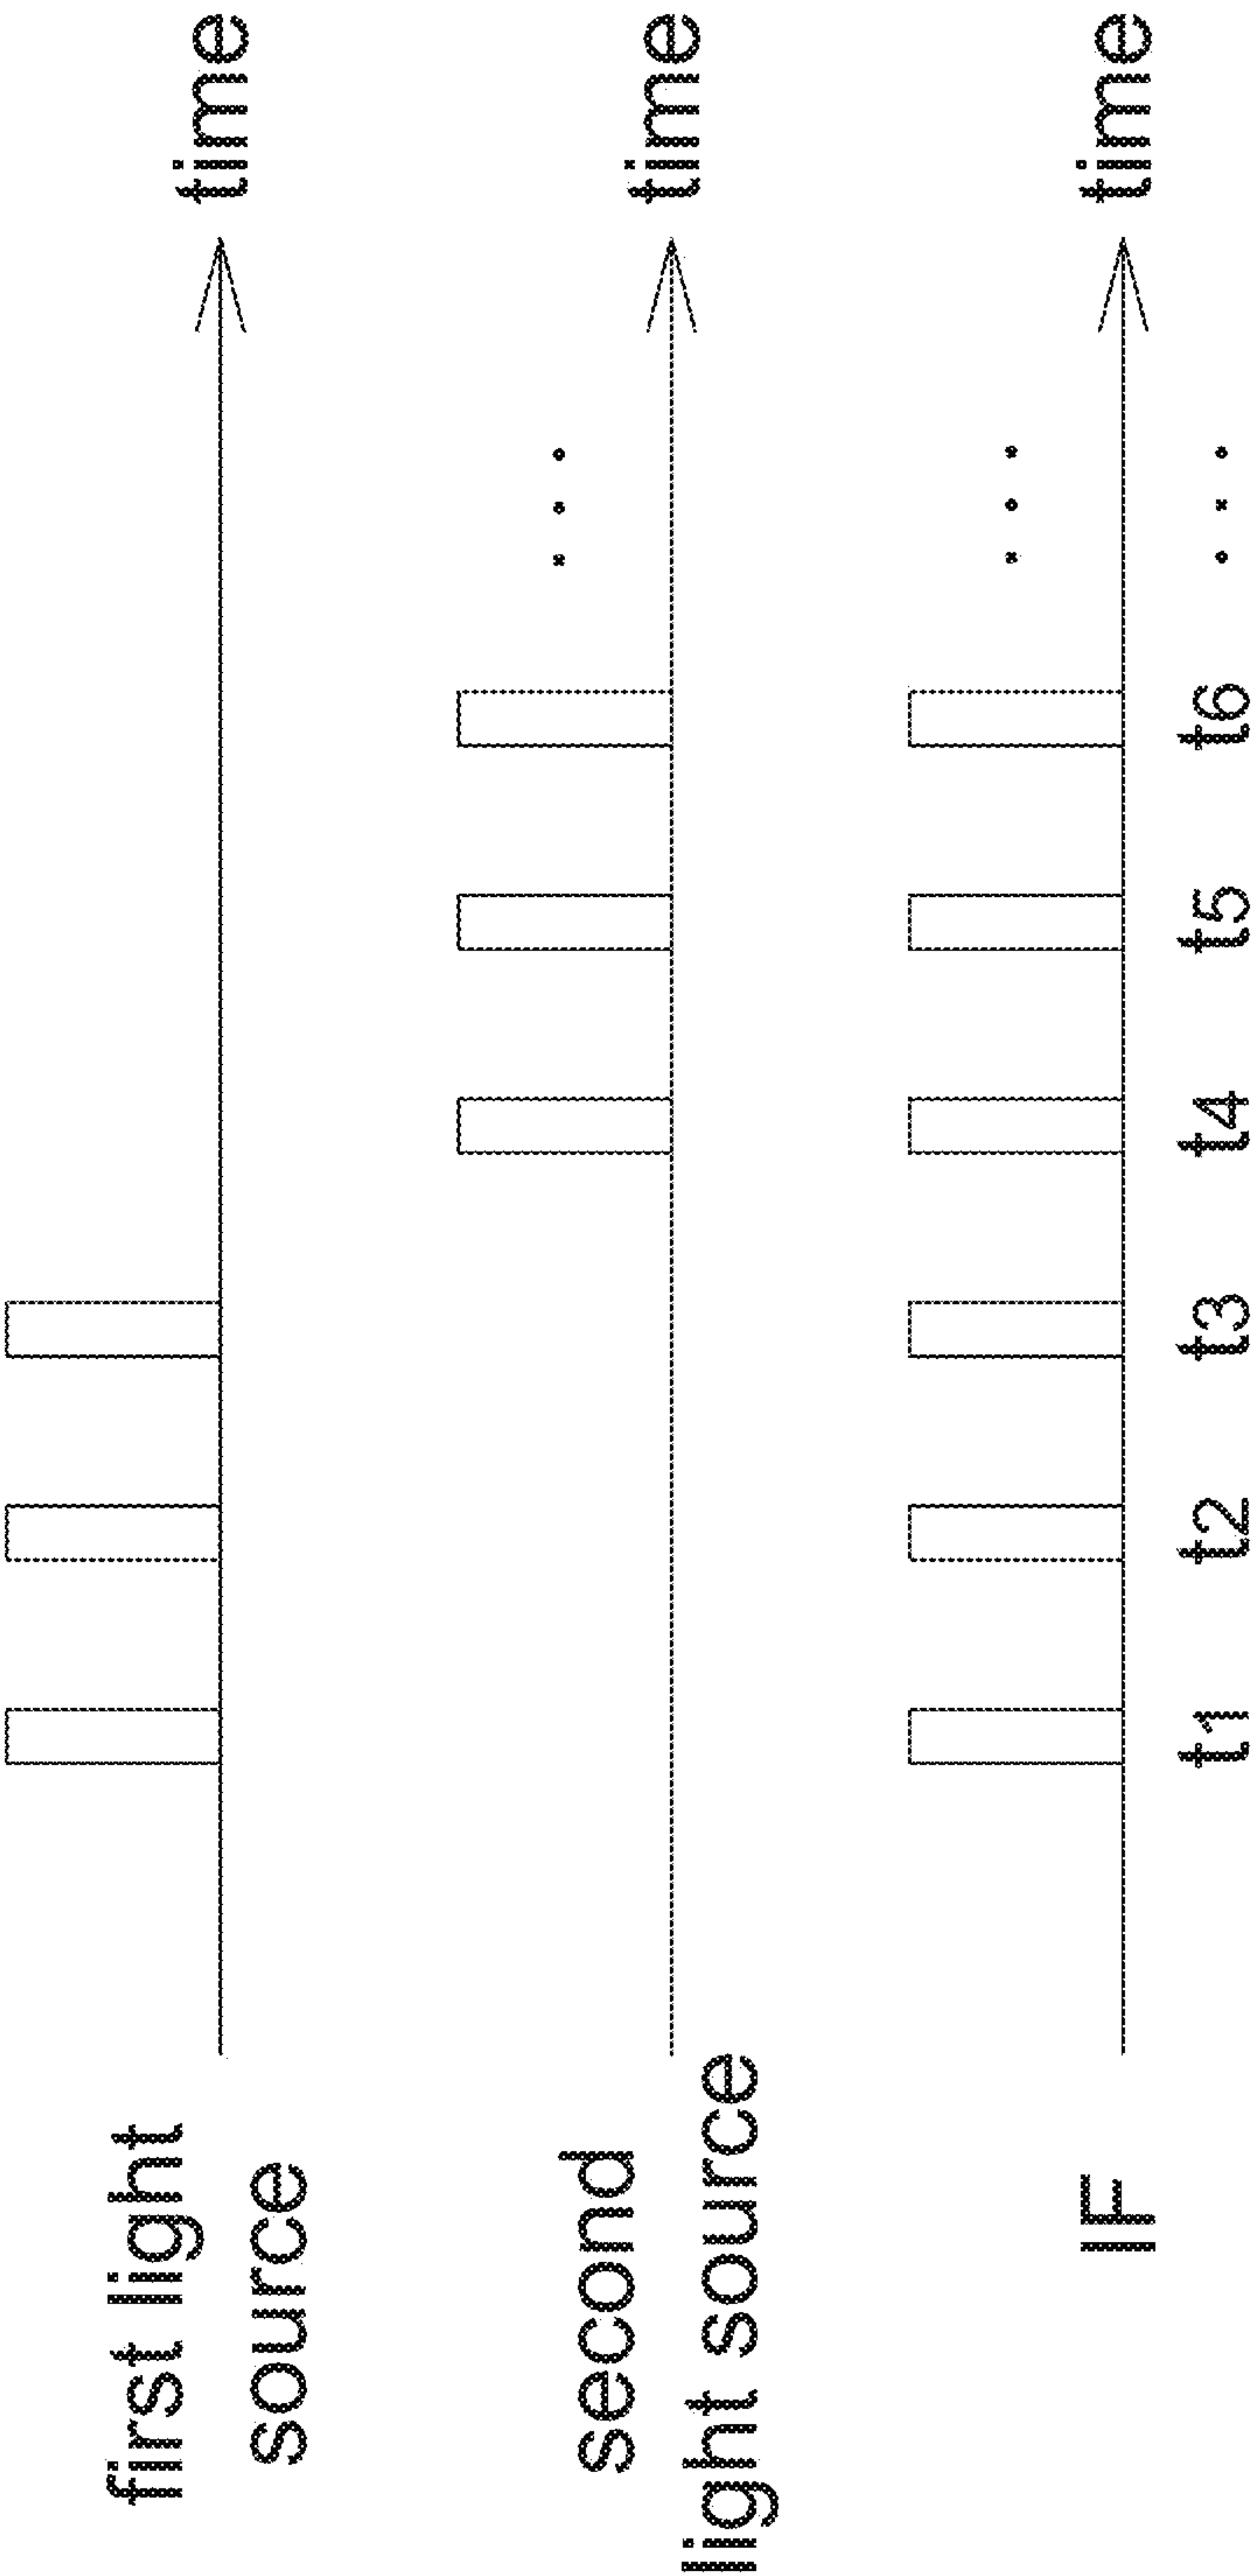 first light
source
time
second
light source
time
IF
time
t1 t2 t3 t4 t5 t6 . . .